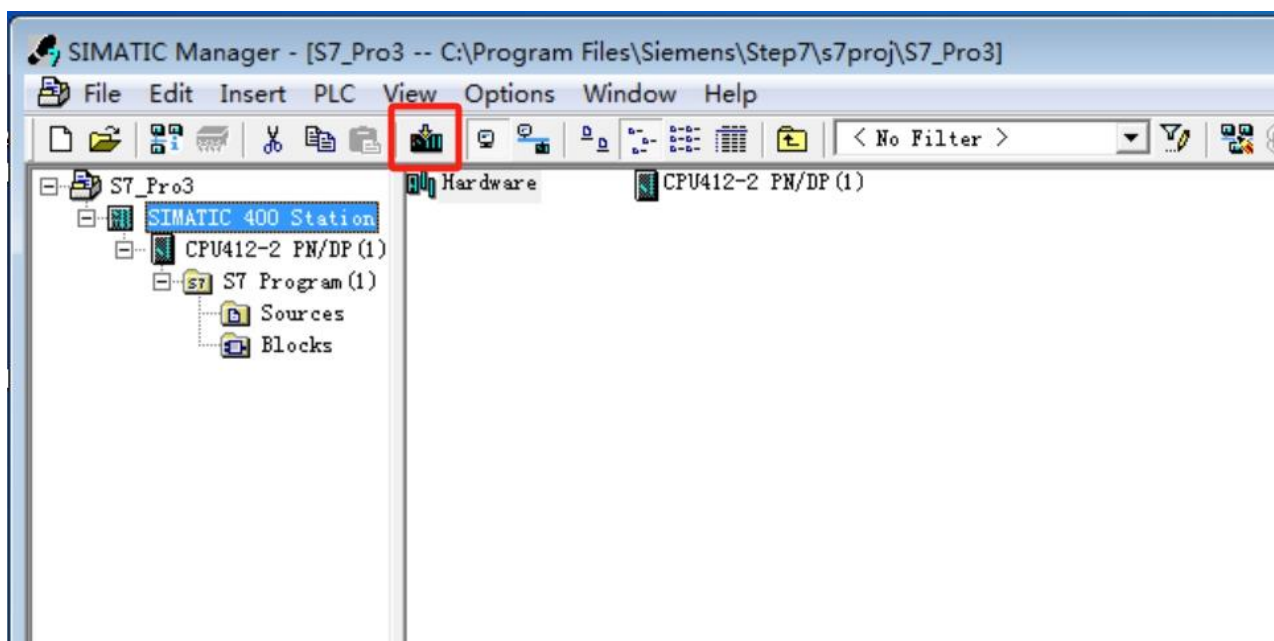 SIMATIC Manager - [S7_Pro3 -- C:\Program Files\Siemens\Step7\s7proj\S7_Pro3]
File Edit Insert PLC View Options Window Help
< No Filter >
S7_Pro3
Hardware
CPU412-2 PN/DP(1)
SIMATIC 400 Station
CPU412-2 PN/DP(1)
S7 Program(1)
Sources
Blocks